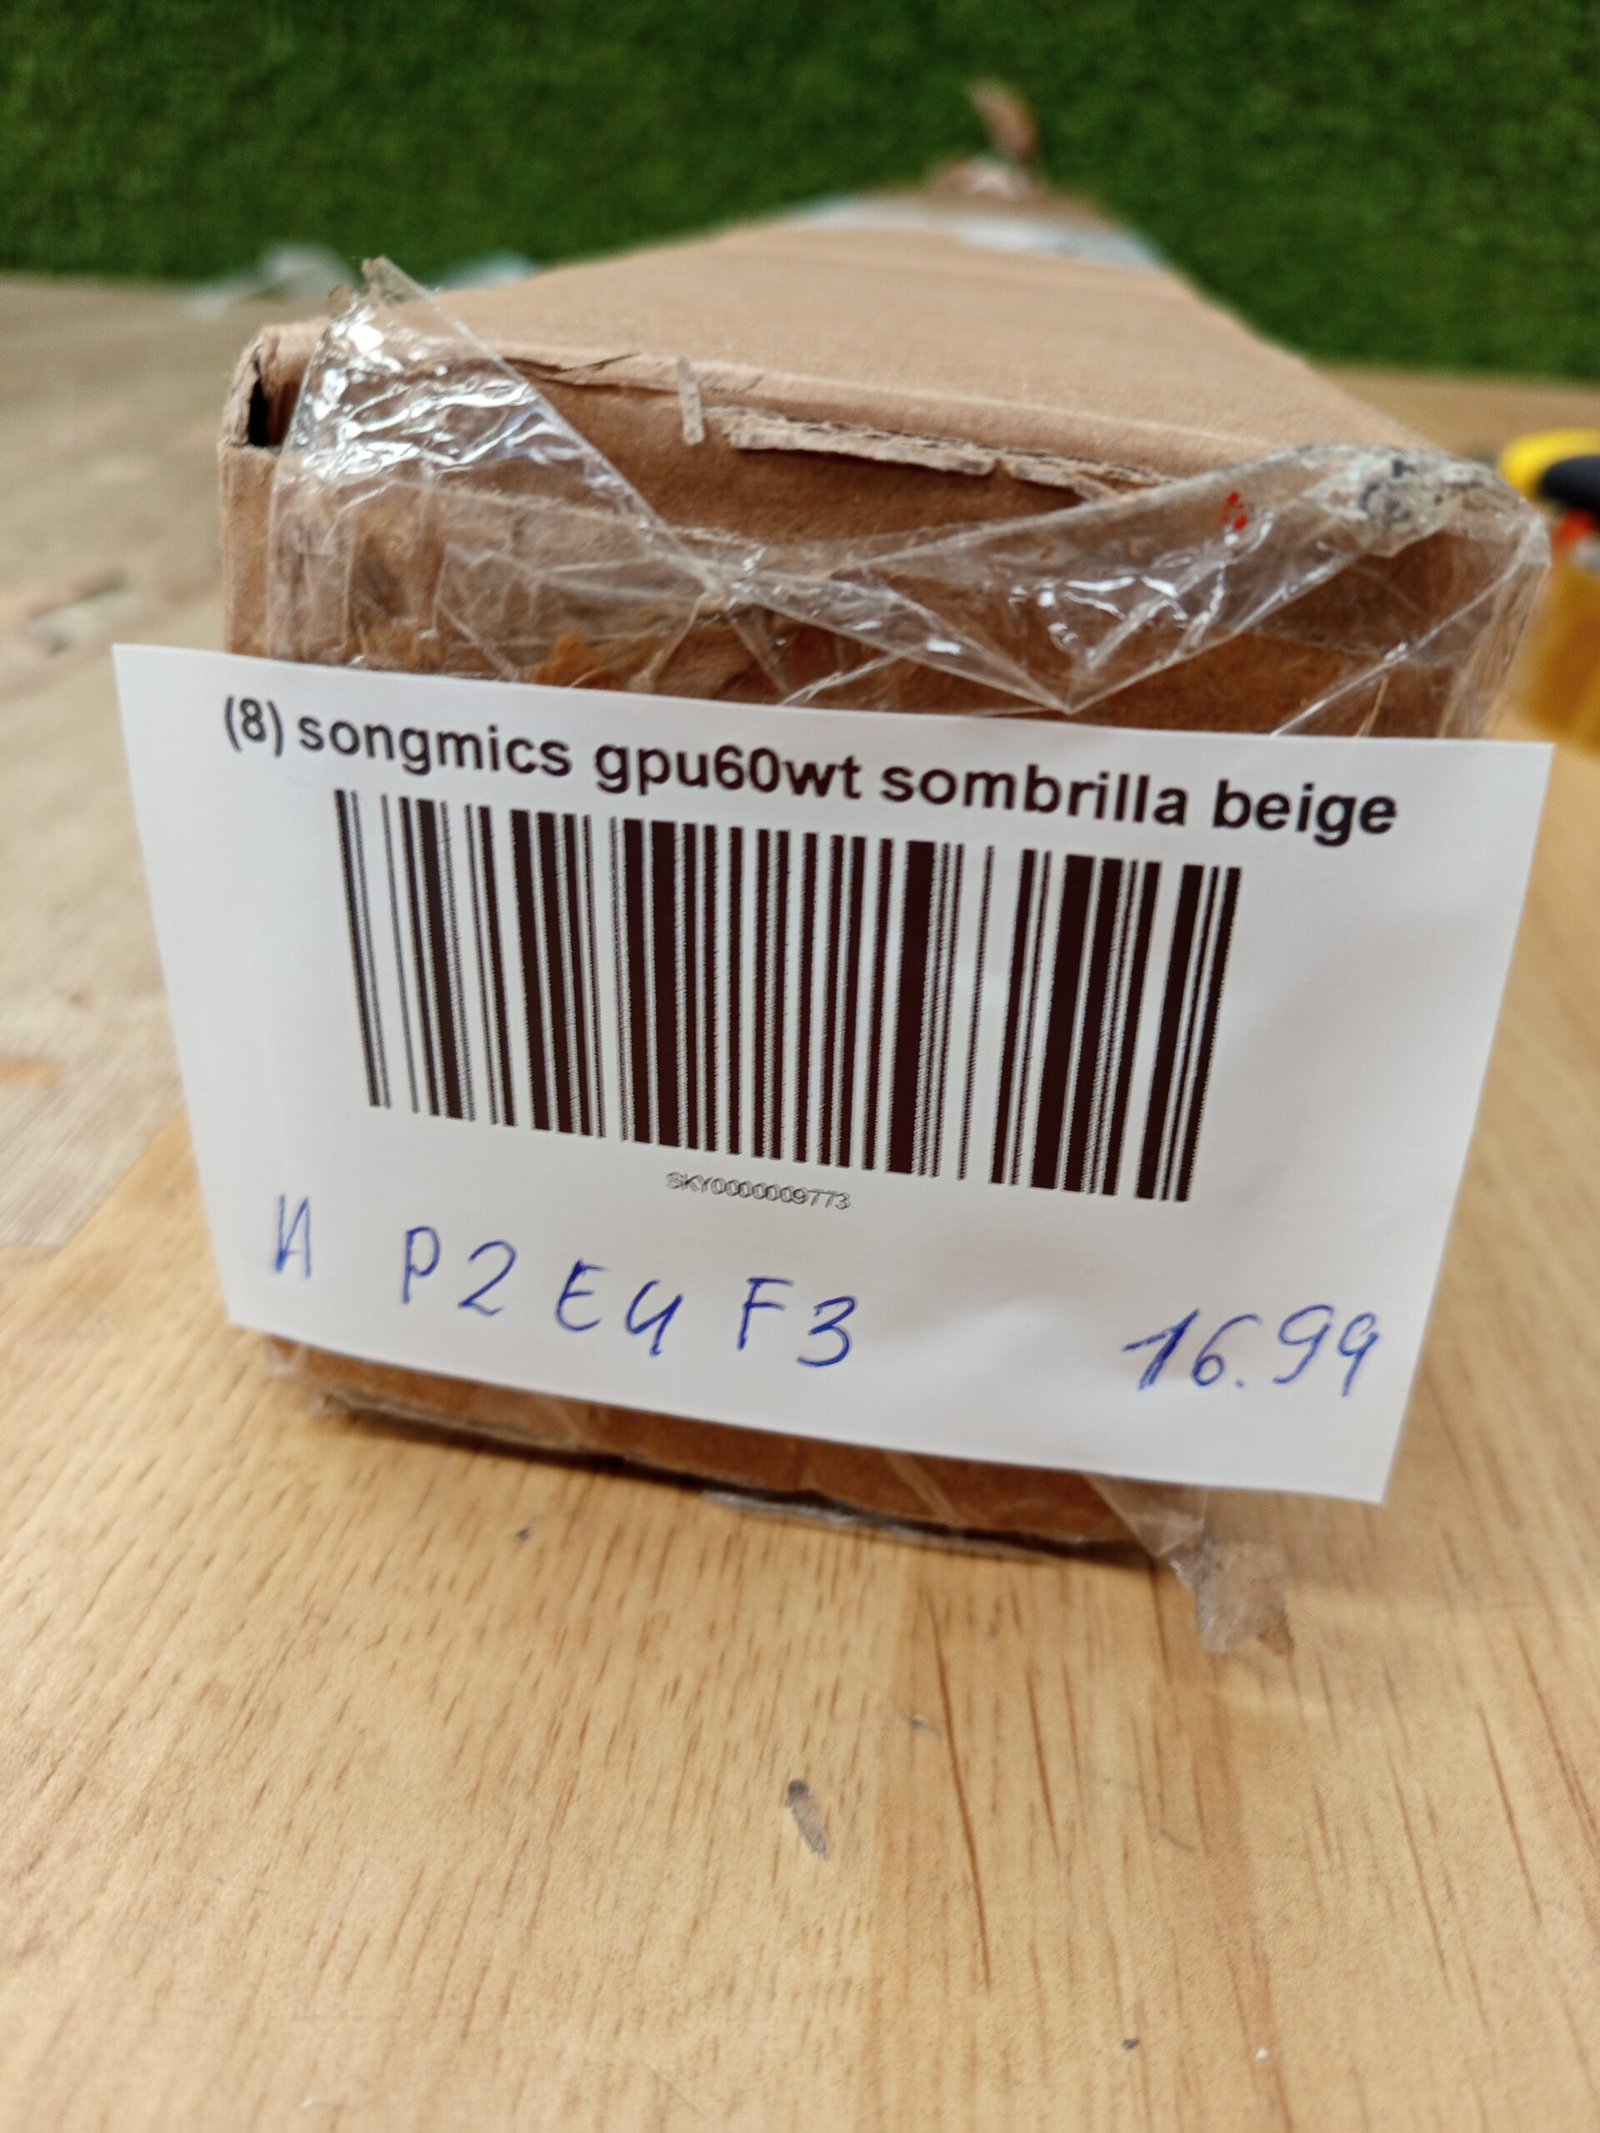 (8) songmics gpu60wt sombrilla beige
SKY0000009773
P2 E4 F3 16.99